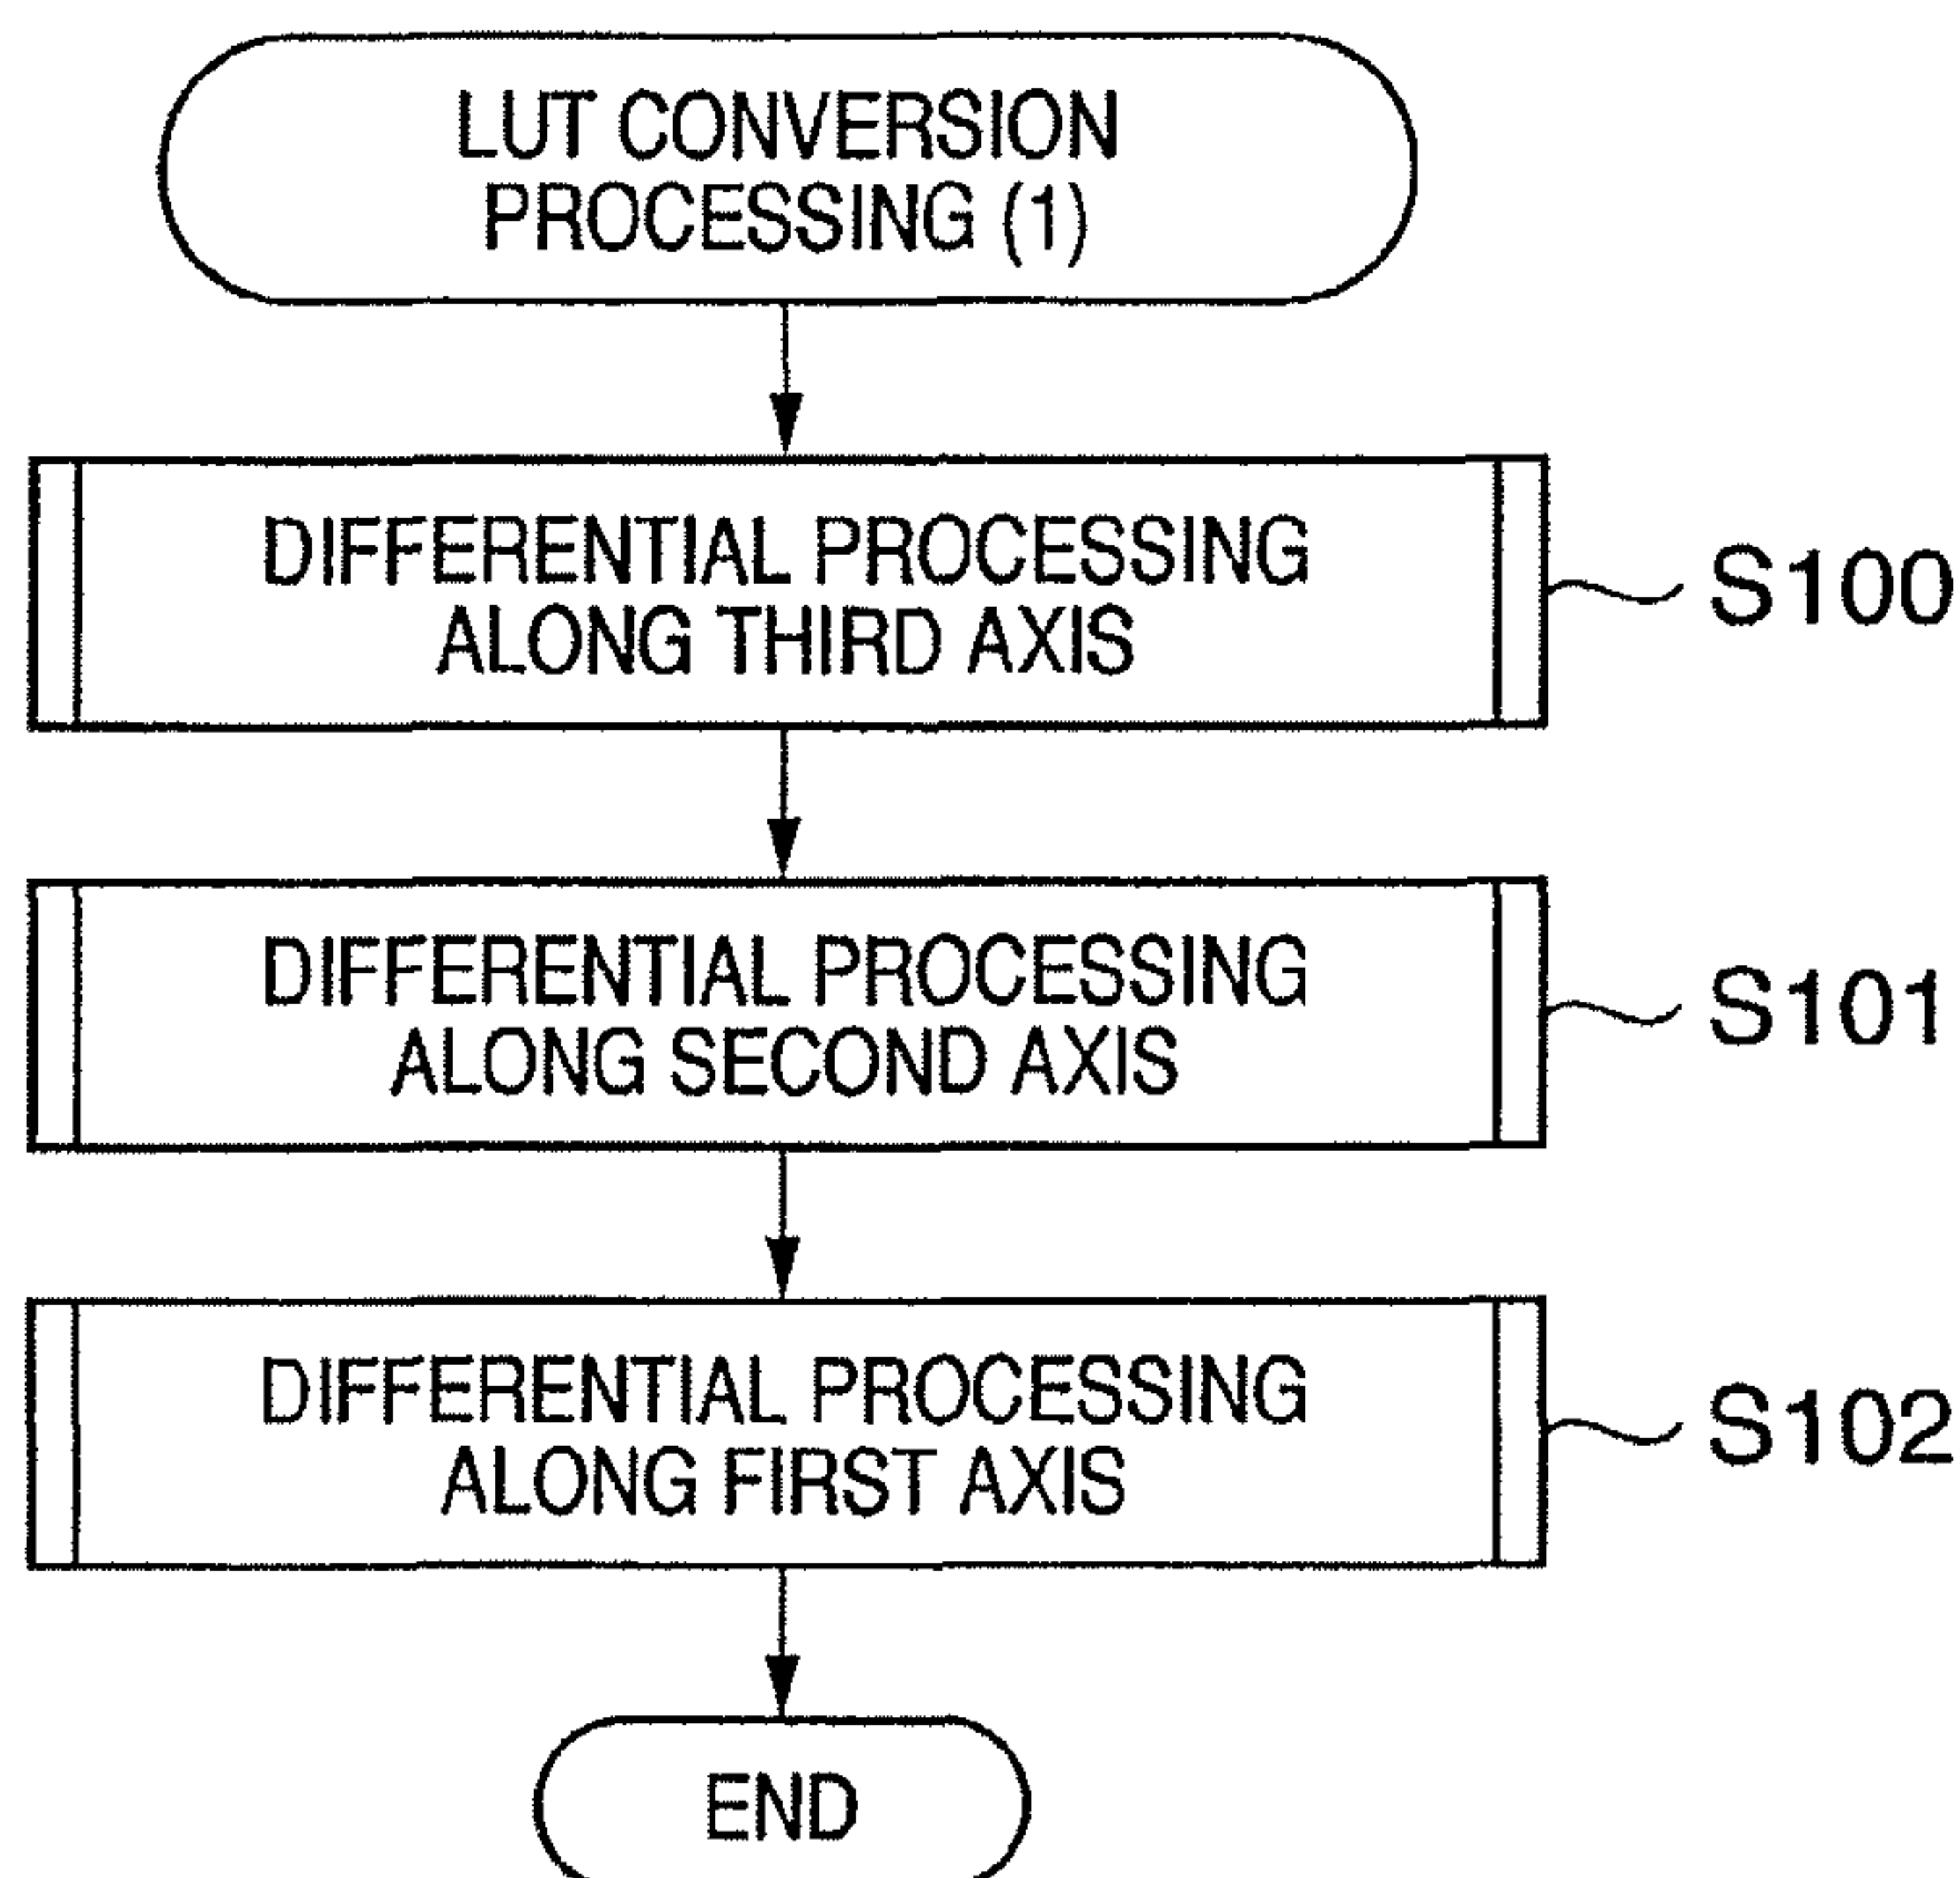 LUT CONVERSION
PROCESSING (1)
DIFFERENTIAL PROCESSING
ALONG THIRD AXIS
S100
DIFFERENTIAL PROCESSING
ALONG SECOND AXIS
S101
DIFFERENTIAL PROCESSING
ALONG FIRST AXIS
S102
END